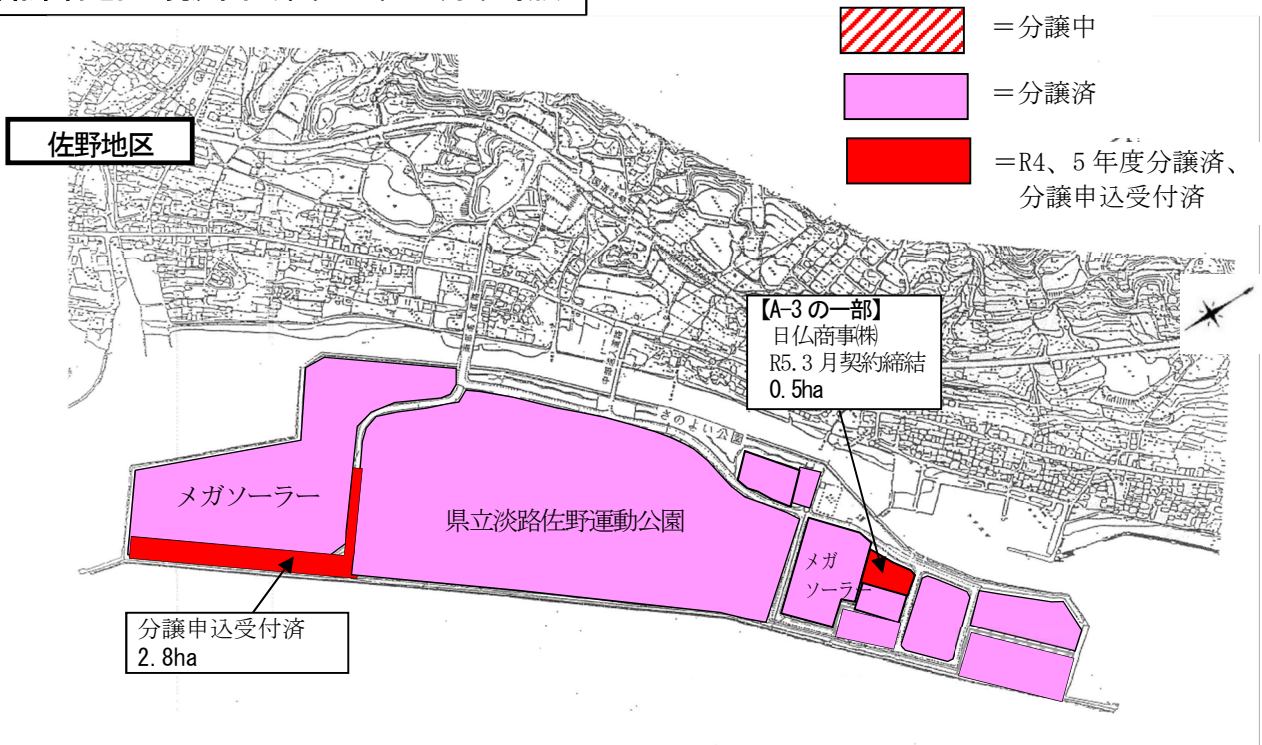 ＝分譲中
＝分譲済
＝R4、5年度分譲済、
分譲申込受付済
佐野地区
【A-3の一部】
日仏商事㈱
R5.3月契約締結
0.5ha
さのよい公園
メガソーラー
県立淡路佐野運動公園
メガ
ソーラー
分譲申込受付済
2.8ha